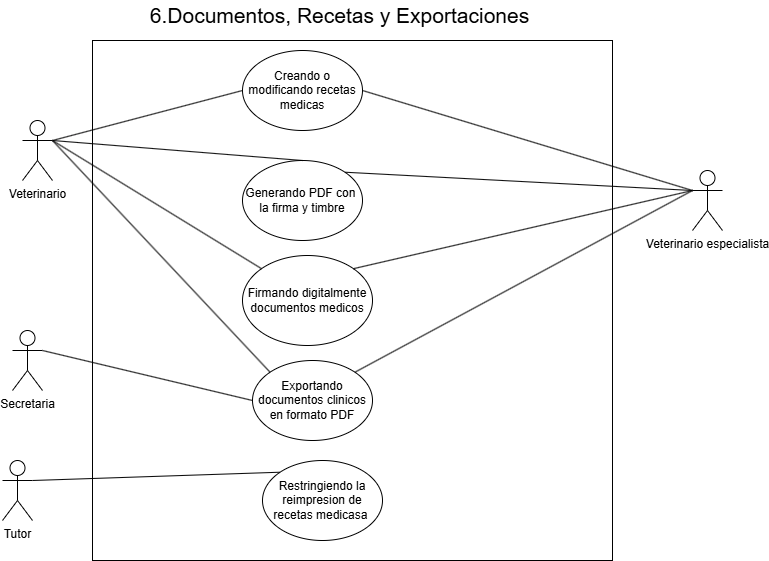 6.Documentos, Recetas y Exportaciones
Creando o
modificando recetas
medicas
Veterinario
Generando PDF con
la firma y timbre
Veterinario especialista
Firmando digitalmente
documentos medicos
Secretaria
Exportando
documentos clinicos
en formato PDF
Restringiendo la
reimpresion de
recetas medicasa
Tutor